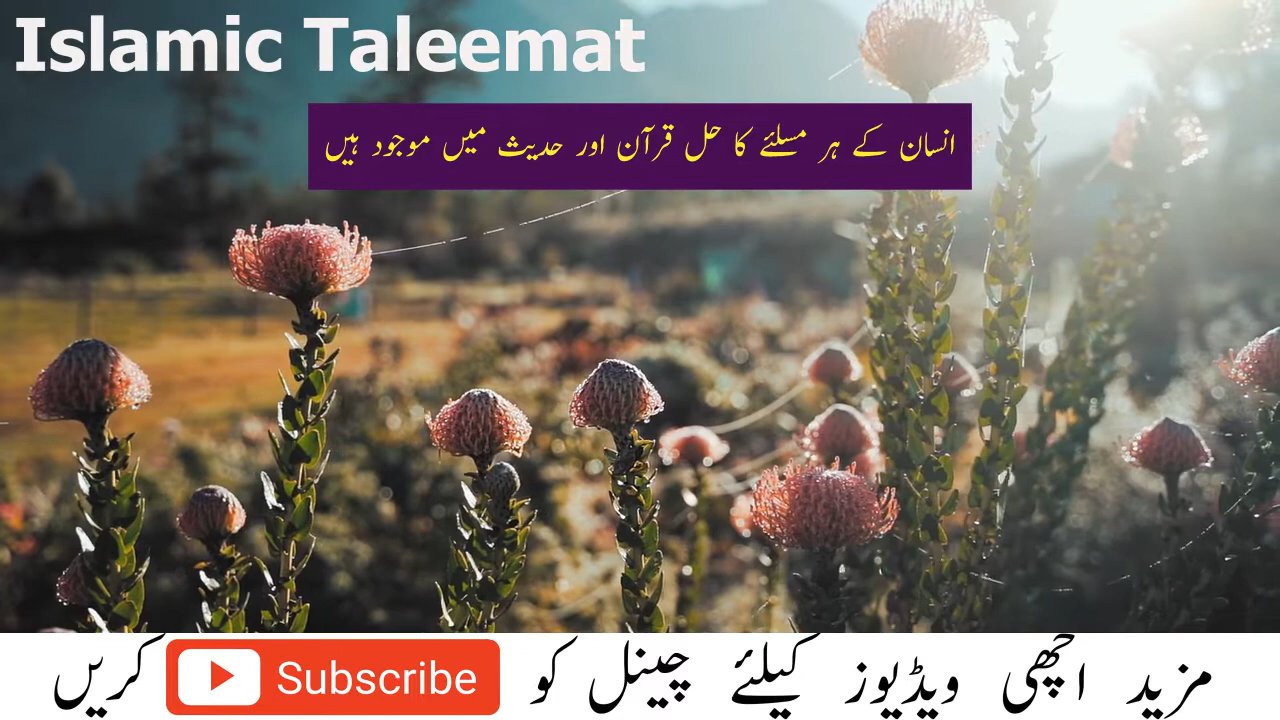 Islamic Taleemat
انسان کے ہر مسلئے کا حل قرآن اور حدیث میں موجود ہیں
مزید اچھی ویڈیوز کیلئے چینل کو Subscribe کریں